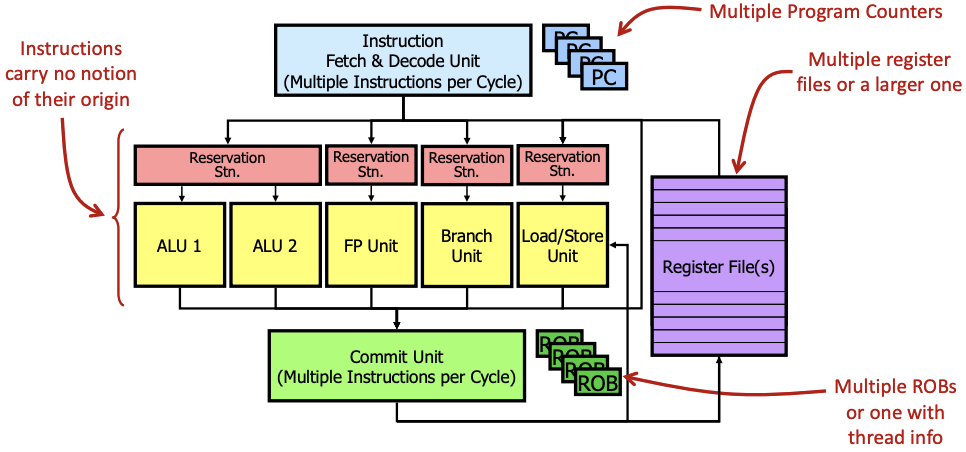 Multiple Program Counters
Instruction
Fetch & Decode Unit
(Multiple Instructions per Cycle)
PC
PC
PC
PC
Instructions
carry no notion
of their origin
Multiple register
files or a larger one
Reservation
Stn.
Reservation
Stn.
Reservation
Stn.
Reservation
Stn.
ALU 1
ALU 2
FP Unit
Branch
Unit
Load/Store
Unit
Register File(s)
Commit Unit
(Multiple Instructions per Cycle)
ROB
ROB
ROB
ROB
Multiple ROBs
or one with
thread info